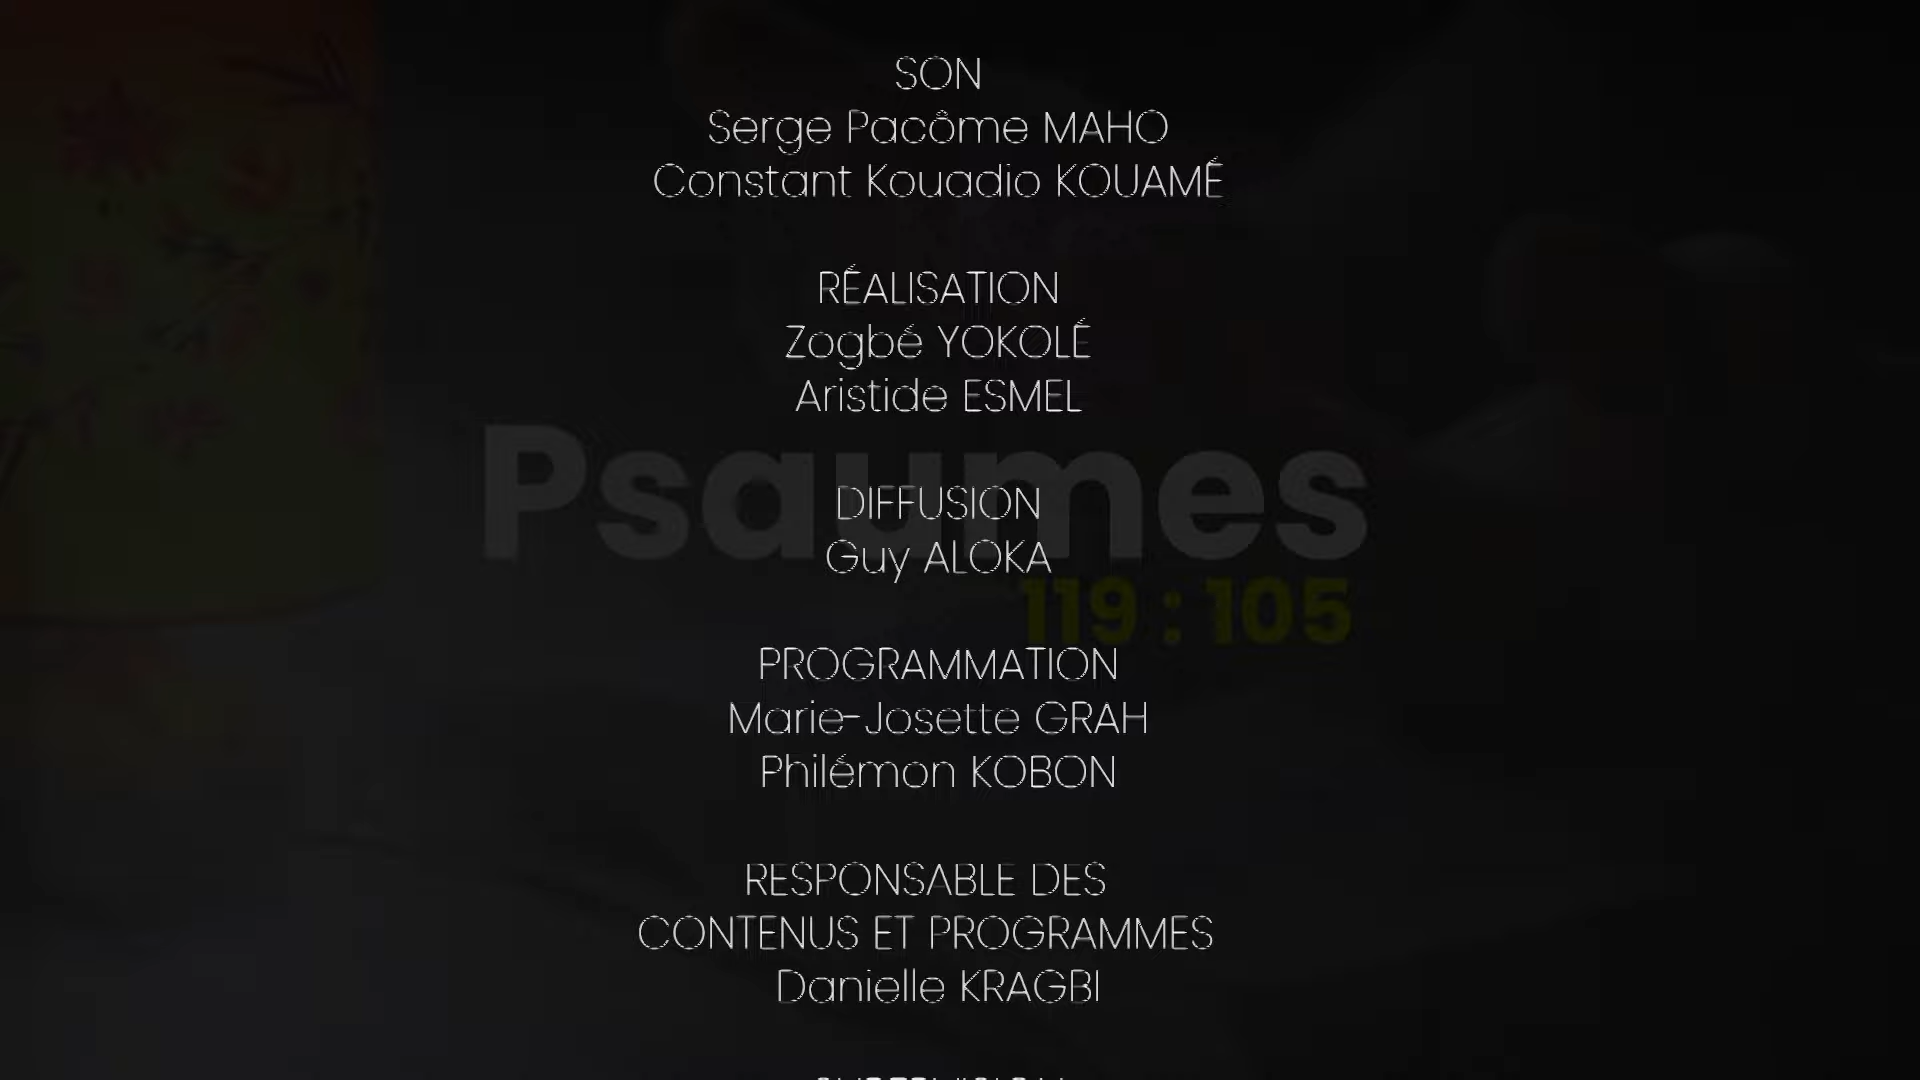 SON
Serge Pacôme MAHO
Constant Kouadio KOUAMÉ
RÉALISATION
Zogbé YOKOLÉ
Aristide ESMEL
Psaumes
119 : 105
DIFFUSION
Guy ALOKA
PROGRAMMATION
Marie-Josette GRAH
Philémon KOBON
RESPONSABLE DES
CONTENUS ET PROGRAMMES
Danielle KRAGBI